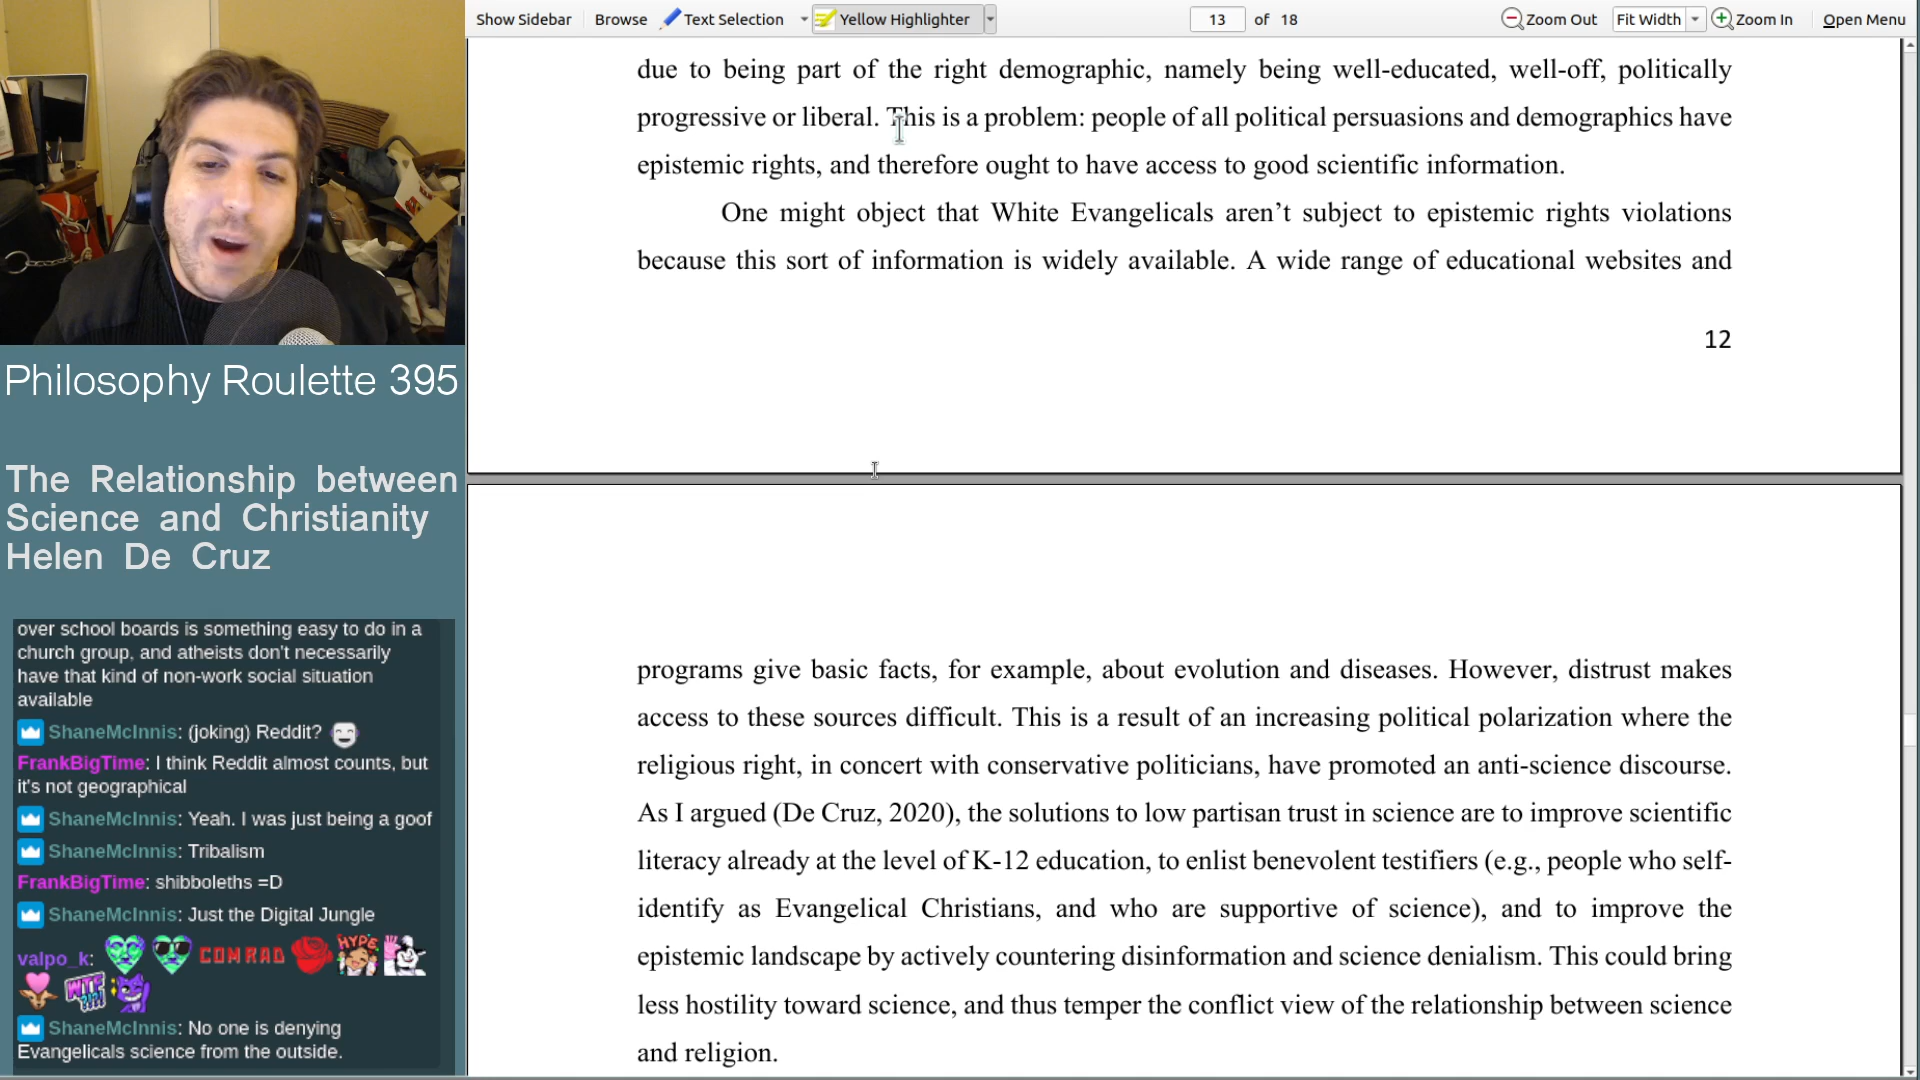 Show Sidebar Browse Text Selection Yellow Highlighter 13 of 18 Zoom Out Fit Width Zoom In Open Menu
due to being part of the right demographic, namely being well-educated, well-off, politically
progressive or liberal. This is a problem: people of all political persuasions and demographics have
epistemic rights, and therefore ought to have access to good scientific information.
One might object that White Evangelicals aren’t subject to epistemic rights violations
because this sort of information is widely available. A wide range of educational websites and
12
programs give basic facts, for example, about evolution and diseases. However, distrust makes
access to these sources difficult. This is a result of an increasing political polarization where the
religious right, in concert with conservative politicians, have promoted an anti-science discourse.
As I argued (De Cruz, 2020), the solutions to low partisan trust in science are to improve scientific
literacy already at the level of K-12 education, to enlist benevolent testifiers (e.g., people who self-
identify as Evangelical Christians, and who are supportive of science), and to improve the
epistemic landscape by actively countering disinformation and science denialism. This could bring
less hostility toward science, and thus temper the conflict view of the relationship between science
and religion.
Philosophy Roulette 395
The Relationship between
Science and Christianity
Helen De Cruz
over school boards is something easy to do in a
church group, and atheists don't necessarily
have that kind of non-work social situation
available
ShaneMcInnis: (joking) Reddit?
FrankBigTime: I think Reddit almost counts, but
it's not geographical
ShaneMcInnis: Yeah. I was just being a goof
ShaneMcInnis: Tribalism
FrankBigTime: shibboleths =D
ShaneMcInnis: Just the Digital Jungle
valpo_k: COMRAD HYPE
WTF ?!?!
ShaneMcInnis: No one is denying
Evangelicals science from the outside.